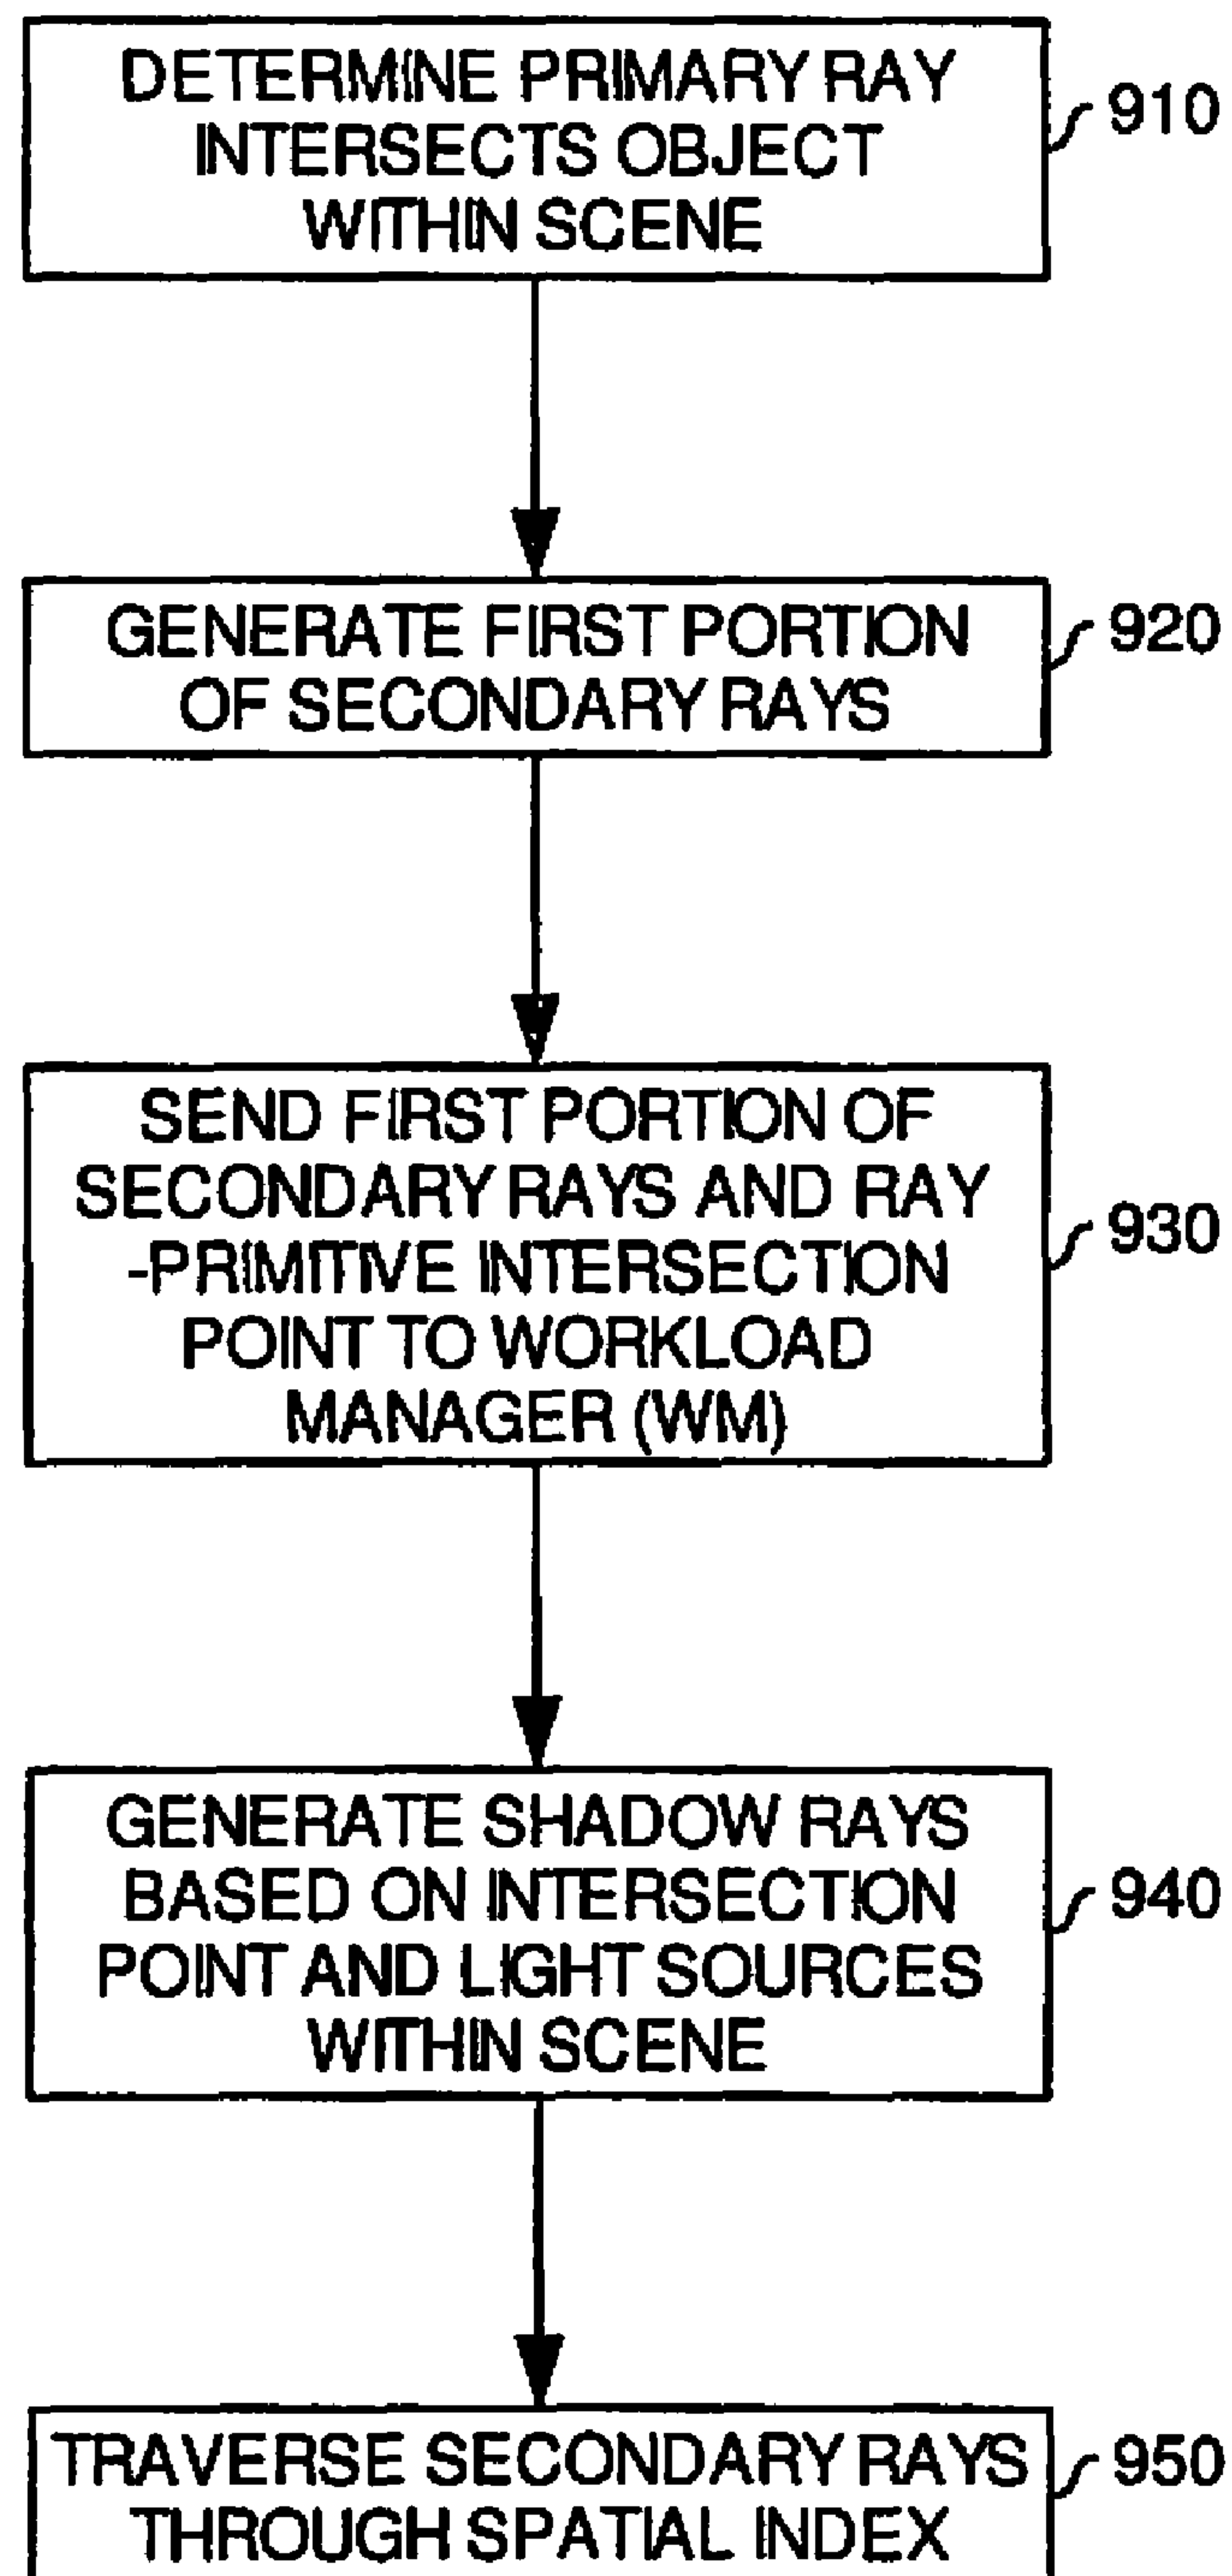 DETERMINE PRIMARY RAY
INTERSECTS OBJECT
WITHIN SCENE
910
GENERATE FIRST PORTION
OF SECONDARY RAYS
920
SEND FIRST PORTION OF
SECONDARY RAYS AND RAY
-PRIMITIVE INTERSECTION
POINT TO WORKLOAD
MANAGER (WM)
930
GENERATE SHADOW RAYS
BASED ON INTERSECTION
POINT AND LIGHT SOURCES
WITHIN SCENE
940
TRAVERSE SECONDARY RAYS
THROUGH SPATIAL INDEX
950